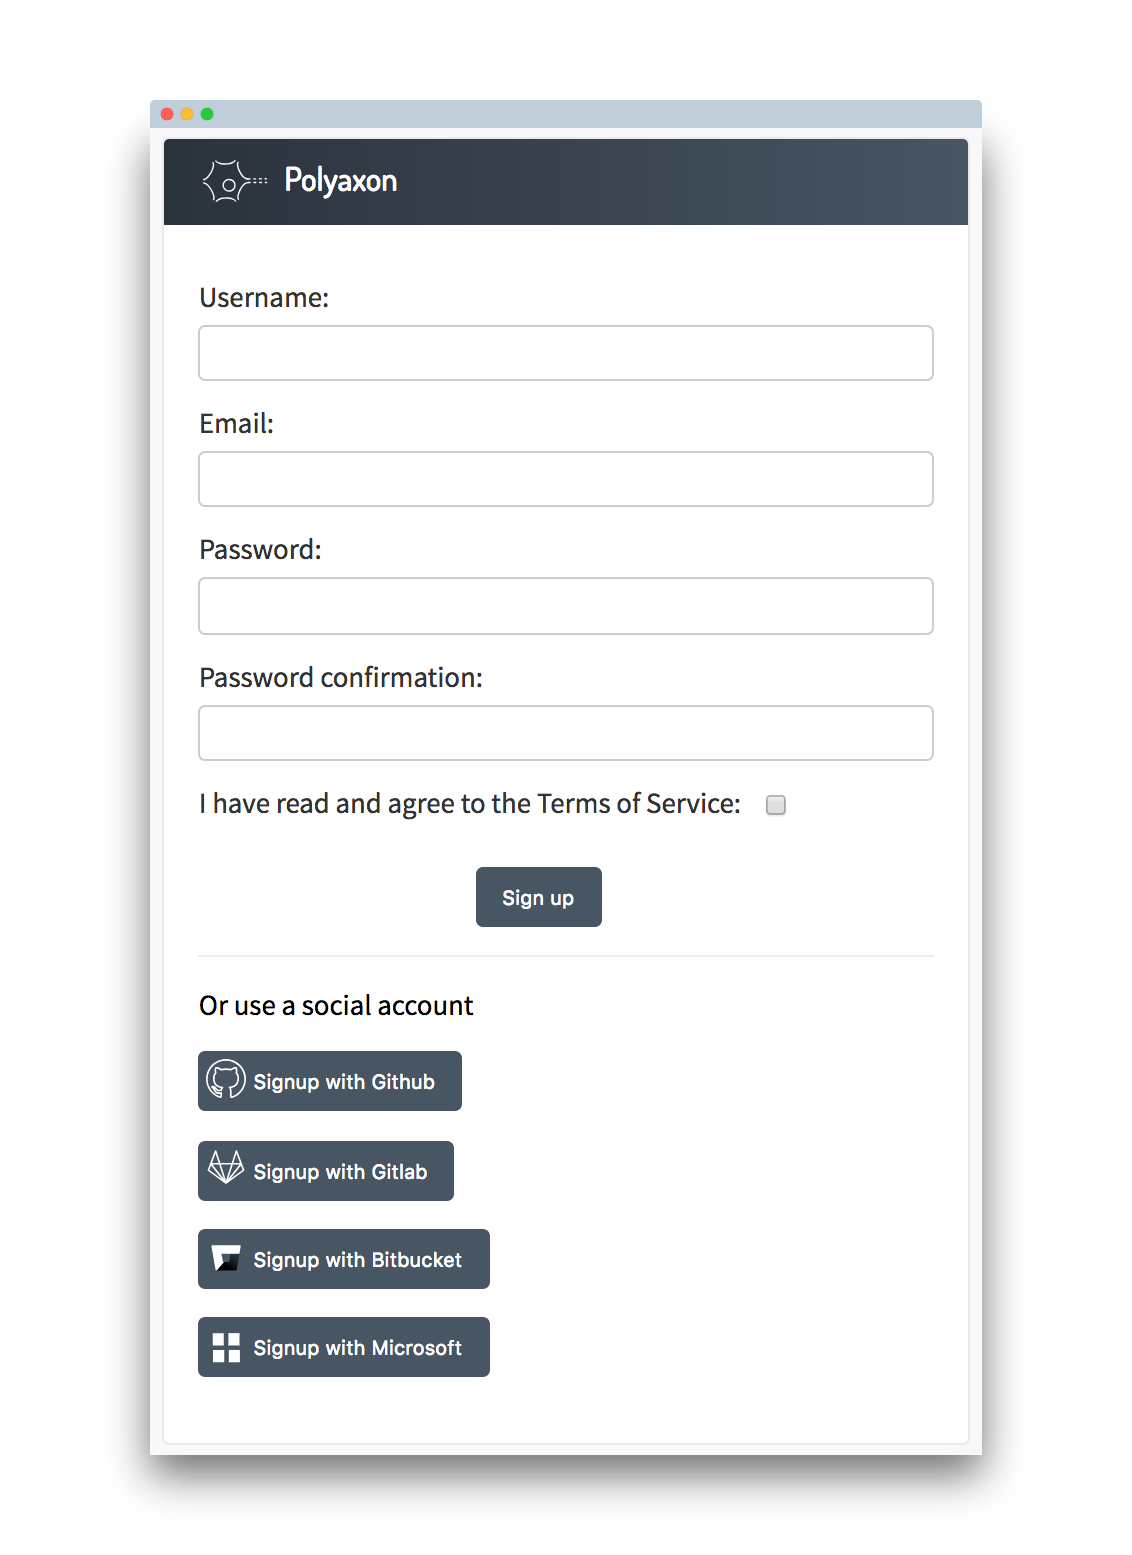 Polyaxon
Username:
Email:
Password:
Password confirmation:
I have read and agree to the Terms of Service:
Sign up
Or use a social account
Signup with Github
Signup with Gitlab
Signup with Bitbucket
Signup with Microsoft